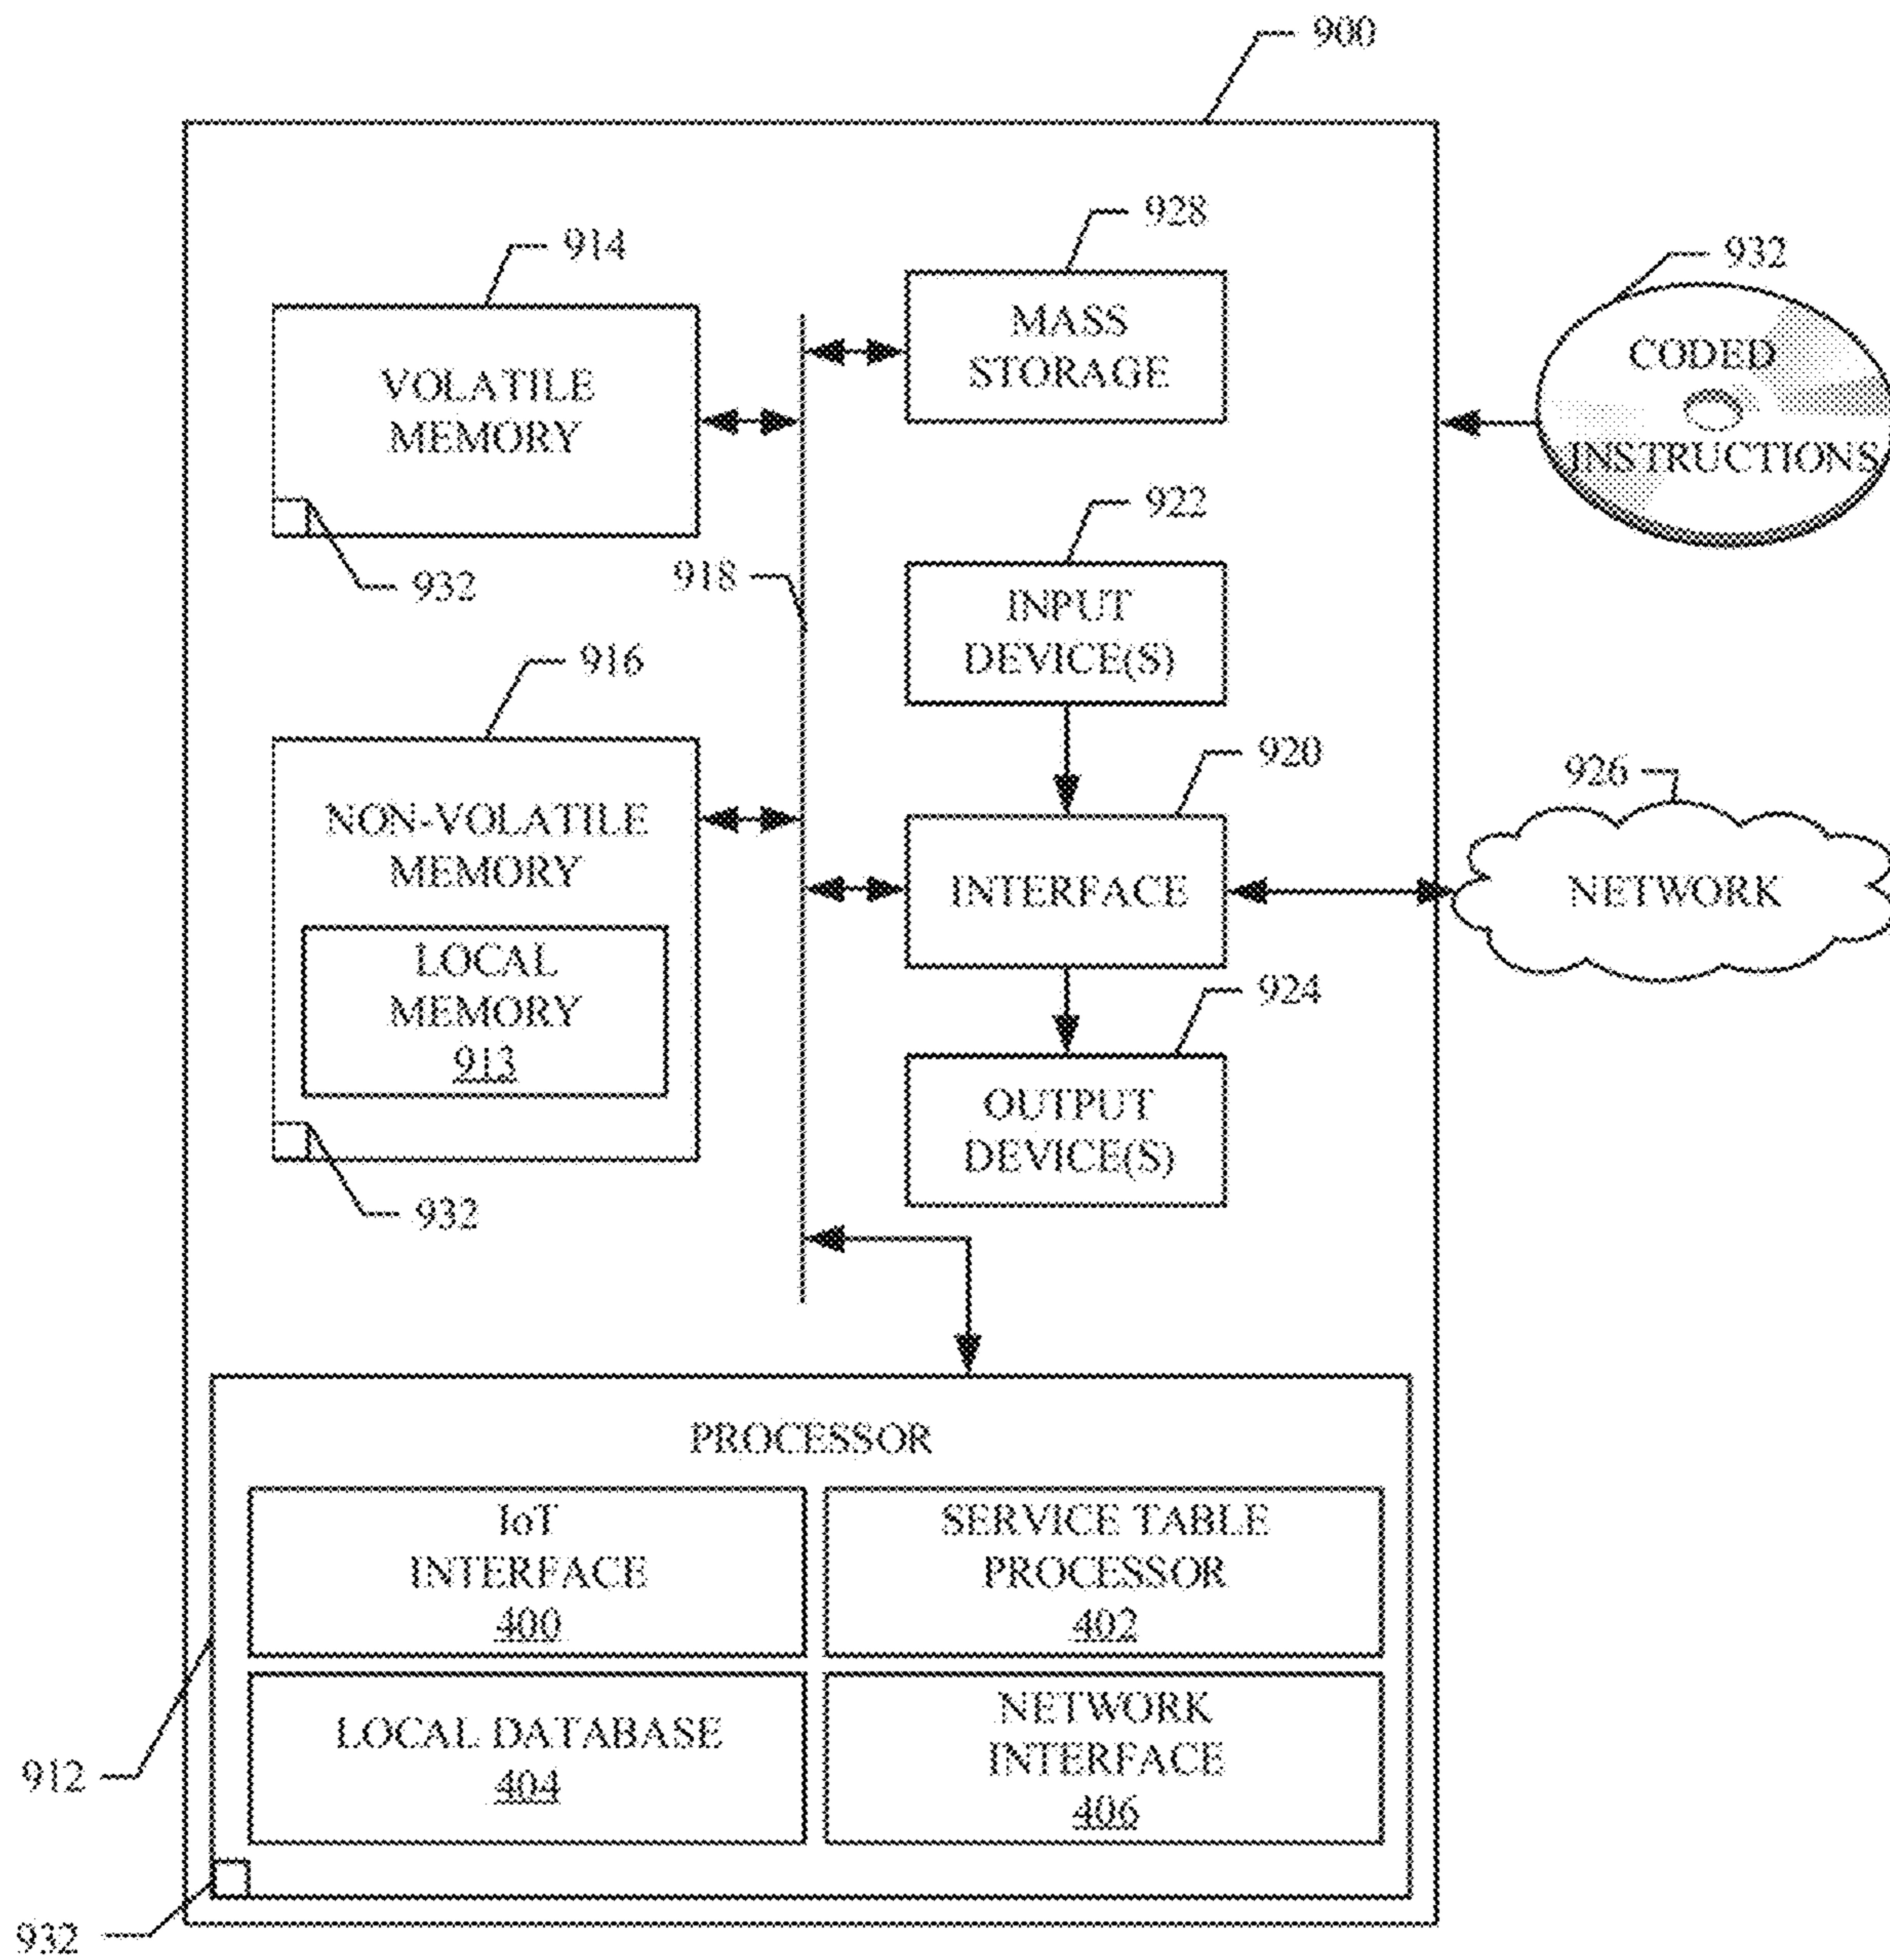 900
928
914
932
MASS
STORAGE
CODED
INSTRUCTIONS
VOLATILE
MEMORY
922
932
918
INPUT
DEVICE(S)
916
920
926
NON-VOLATILE
MEMORY
INTERFACE
NETWORK
LOCAL
MEMORY
913
924
OUTPUT
DEVICE(S)
932
PROCESSOR
IoT
INTERFACE
400
SERVICE TABLE
PROCESSOR
402
LOCAL DATABASE
404
NETWORK
INTERFACE
406
912
932